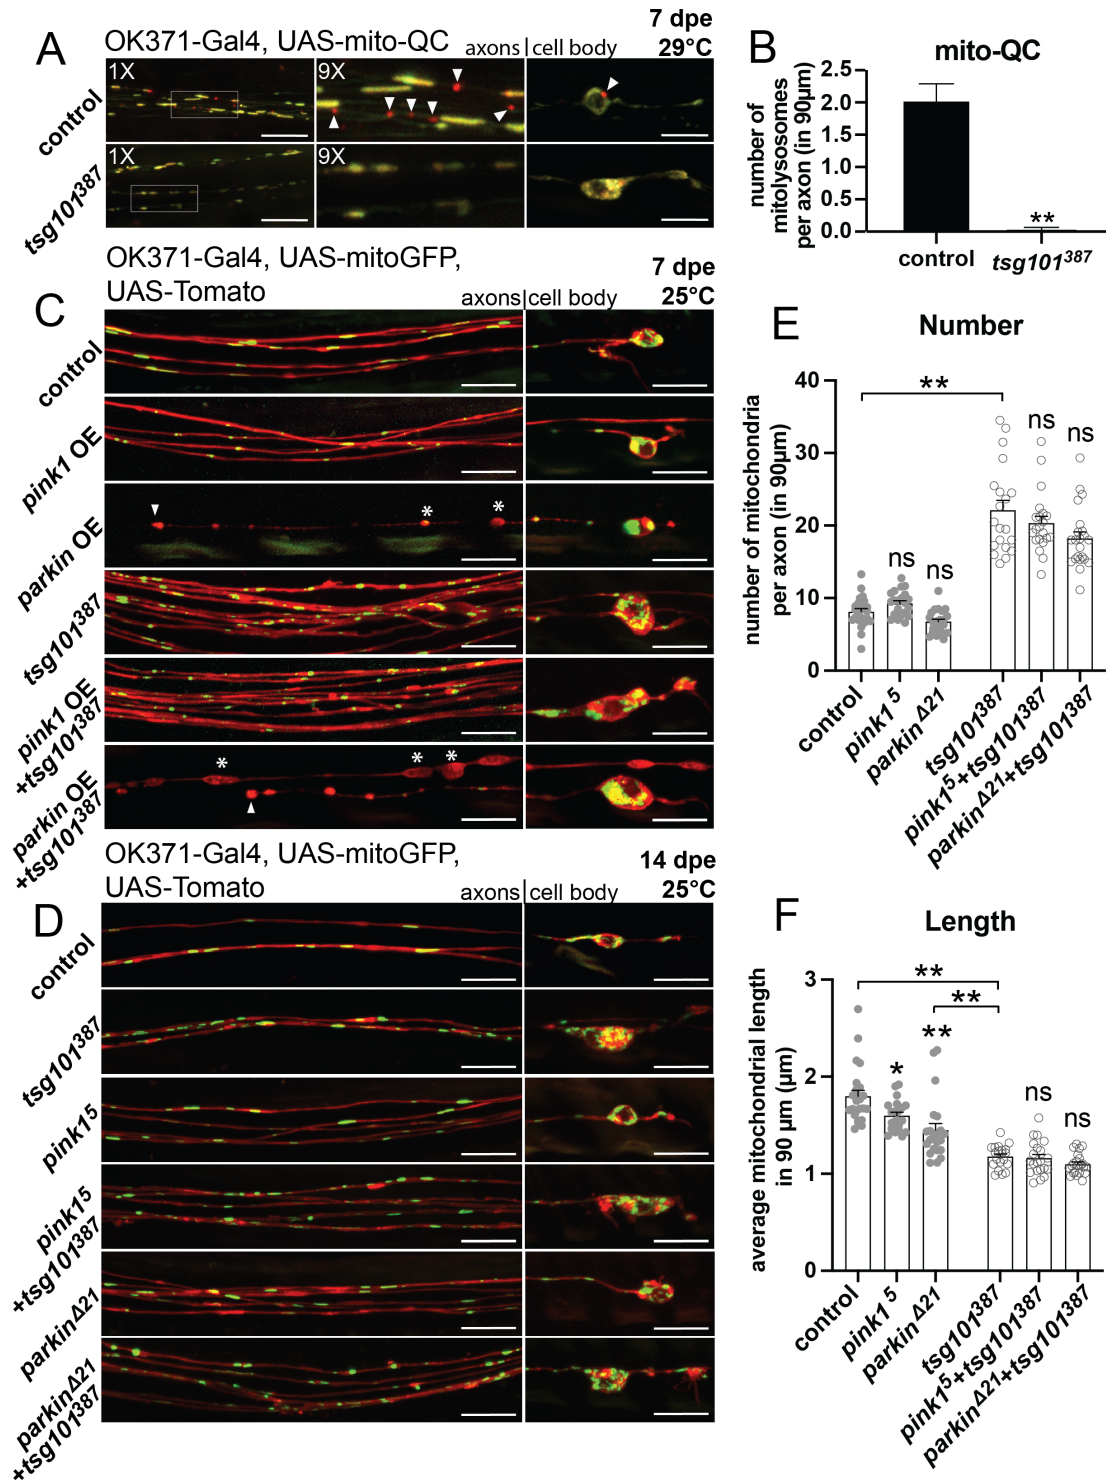 A
OK371-Gal4, UAS-mito-QC
axons|cell body
7 dpe
29°C
control
1X
9X
tsg101387
1X
9X
B
mito-QC
number of
mitolysosomes
per axon (in 90µm)
2.5
2.0
1.5
1.0
0.5
0.0
**
control
tsg101387
C
OK371-Gal4, UAS-mitoGFP,
UAS-Tomato
axons|cell body
7 dpe
25°C
control
pink1 OE
parkin OE
*
*
tsg101387
pink1 OE
+tsg101387
parkin OE
+tsg101387
*
*
*
D
OK371-Gal4, UAS-mitoGFP,
UAS-Tomato
axons|cell body
14 dpe
25°C
control
tsg101387
pink15
pink15
+tsg101387
parkinΔ21
parkinΔ21
+tsg101387
E
Number
number of mitochondria
per axon (in 90µm)
40
30
20
10
0
**
ns
ns
ns
ns
control
pink1 5
parkinΔ21
tsg101387
pink15+tsg101387
parkinΔ21+tsg101387
F
Length
average mitochondrial length
in 90 µm (µm)
3
2
1
0
**
**
*
**
ns
ns
control
pink1 5
parkinΔ21
tsg101387
pink15+tsg101387
parkinΔ21+tsg101387